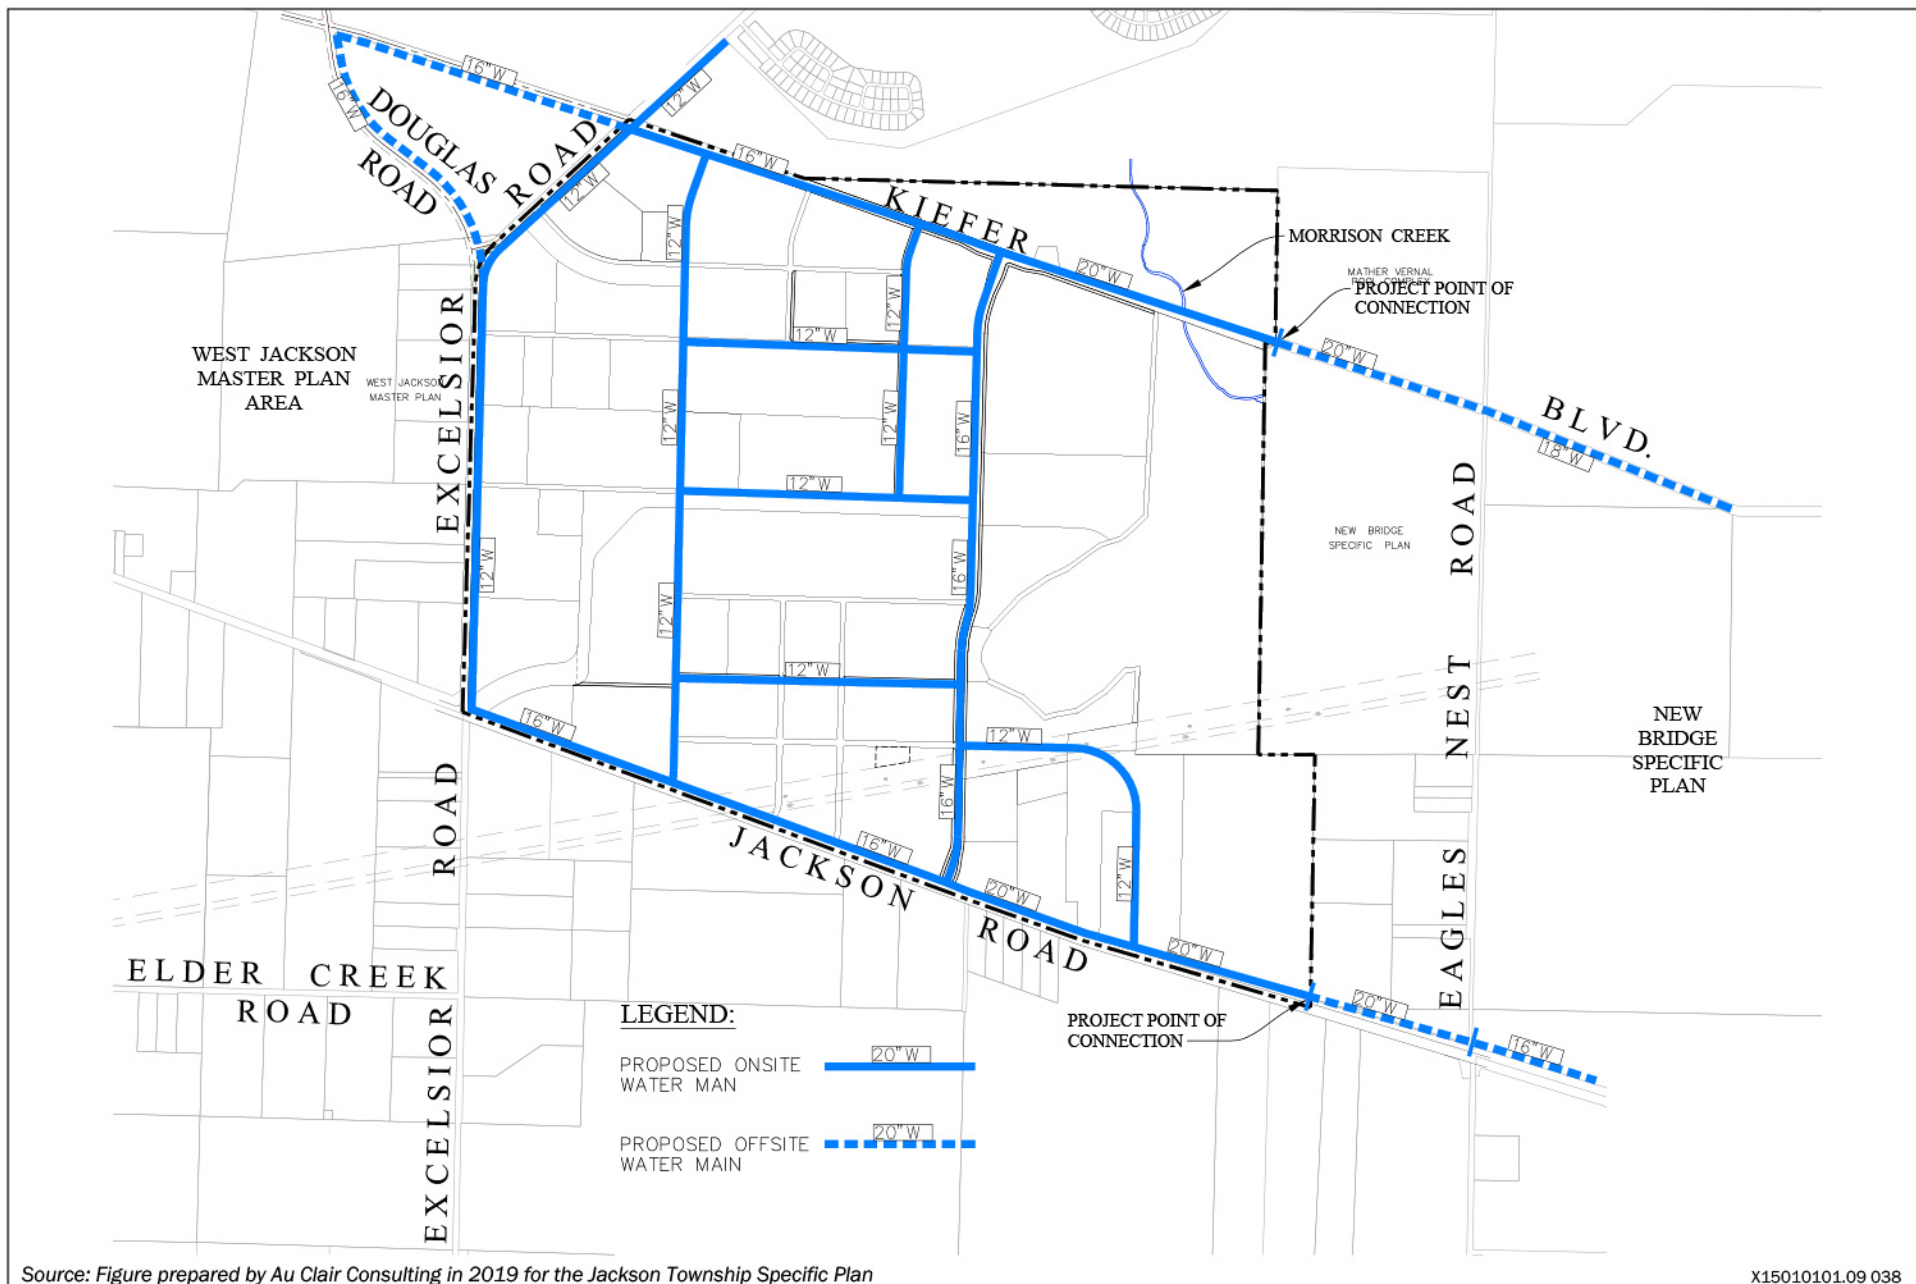 16"W
12"W
16"W
DOUGLAS
ROAD
ROAD
12"W
16"W
KIEFER
12"W
MORRISON CREEK
20"W
MATHER VERNAL
POOL COMPLEX
PROJECT POINT OF
CONNECTION
12"W
12"W
20"W
EXCELSIOR
WEST JACKSON
MASTER PLAN
AREA
WEST JACKSON
MASTER PLAN
BLVD.
18"W
12"W
12"W
16"W
12"W
ROAD
NEW BRIDGE
SPECIFIC PLAN
12"W
16"W
12"W
12"W
NEST
NEW
BRIDGE
SPECIFIC
PLAN
16"W
12"W
16"W
ROAD
JACKSON
16"W
12"W
20"W
ROAD
20"W
EAGLES
ELDER CREEK
ROAD
20"W
16"W
PROJECT POINT OF
CONNECTION
EXCELSIOR
LEGEND:
PROPOSED ONSITE
WATER MAN
20"W
PROPOSED OFFSITE
WATER MAIN
20"W
Source: Figure prepared by Au Clair Consulting in 2019 for the Jackson Township Specific Plan
X15010101.09 038